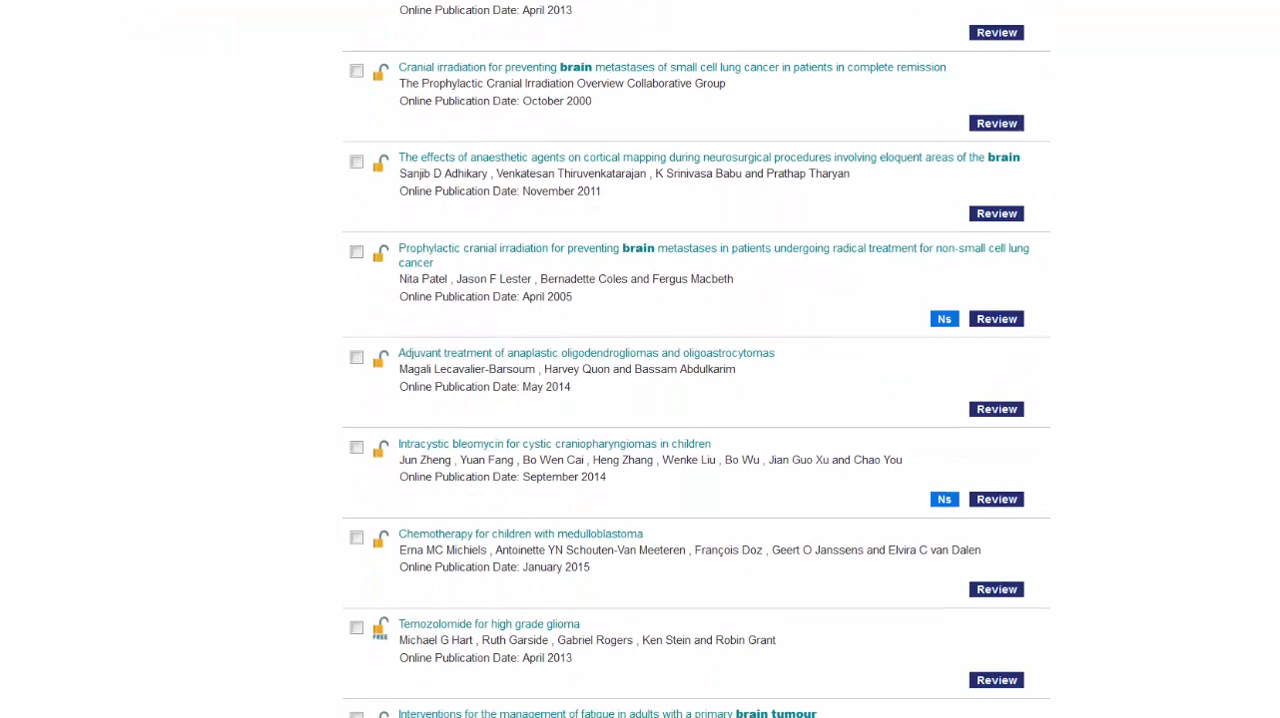 Online Publication Date: April 2013
Review
Cranial irradiation for preventing brain metastases of small cell lung cancer in patients in complete remission
The Prophylactic Cranial Irradiation Overview Collaborative Group
Online Publication Date: October 2000
Review
The effects of anaesthetic agents on cortical mapping during neurosurgical procedures involving eloquent areas of the brain
Sanjib D Adhikary , Venkatesan Thiruvenkatarajan , K Srinivasa Babu and Prathap Tharyan
Online Publication Date: November 2011
Review
Prophylactic cranial irradiation for preventing brain metastases in patients undergoing radical treatment for non-small cell lung
cancer
Nita Patel , Jason F Lester , Bernadette Coles and Fergus Macbeth
Online Publication Date: April 2005
Ns Review
Adjuvant treatment of anaplastic oligodendrogliomas and oligoastrocytomas
Magali Lecavalier-Barsoum , Harvey Quon and Bassam Abdulkarim
Online Publication Date: May 2014
Review
Intracystic bleomycin for cystic craniopharyngiomas in children
Jun Zheng , Yuan Fang , Bo Wen Cai , Heng Zhang , Wenke Liu , Bo Wu , Jian Guo Xu and Chao You
Online Publication Date: September 2014
Ns Review
Chemotherapy for children with medulloblastoma
Erna MC Michiels , Antoinette YN Schouten-Van Meeteren , François Doz , Geert O Janssens and Elvira C van Dalen
Online Publication Date: January 2015
Review
FREE
Temozolomide for high grade glioma
Michael G Hart , Ruth Garside , Gabriel Rogers , Ken Stein and Robin Grant
Online Publication Date: April 2013
Review
Interventions for the management of fatigue in adults with a primary brain tumour